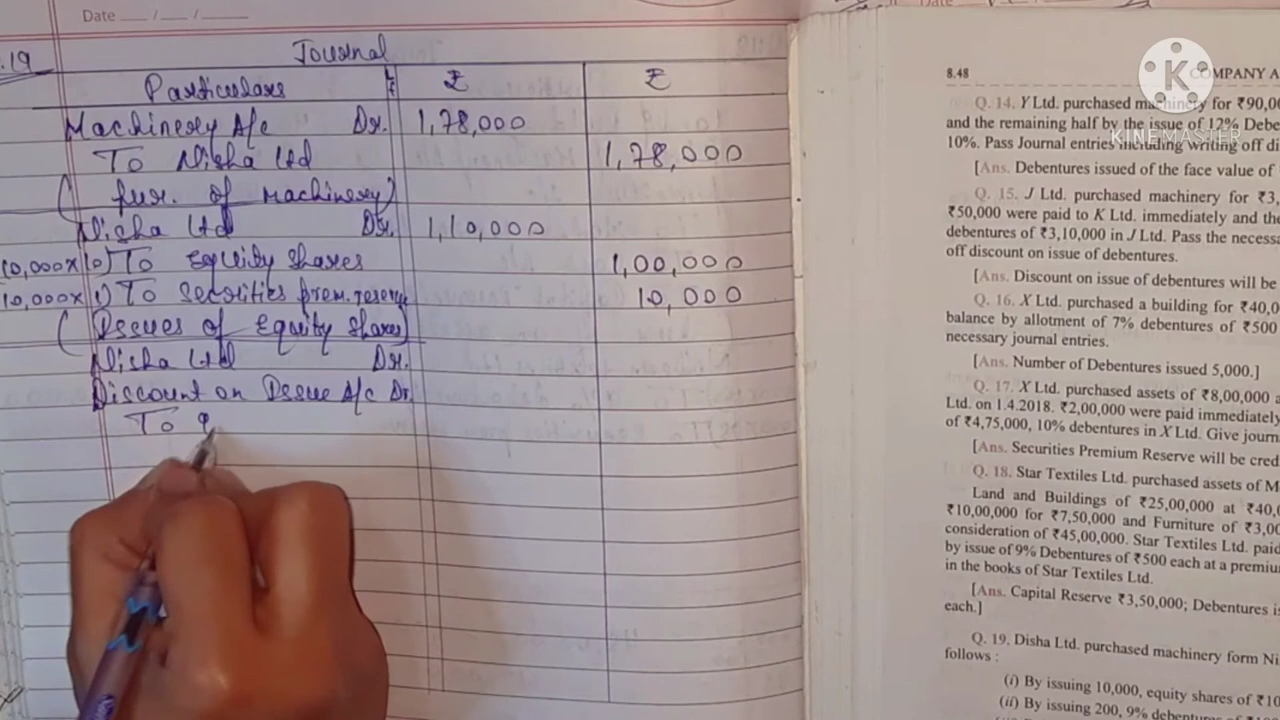 Date __/__/__
.19
Journal
Particulars ₹ ₹
Machinery A/c Dr. 1,78,000
To Nisha Ltd 1,78,000
(pur. of Machinery)
Nisha Ltd Dr. 1,10,000
(10,000x10) To Equity Shares 1,00,000
10,000x1) To Securities prem. reserve 10,000
(Issues of Equity Shares)
Nisha Ltd Dr.
Discount on Issue A/c Dr.
To 9
8.48 COMPANY A
K
KINEMASTER
Q. 14. Y Ltd. purchased machinery for ₹90,00
and the remaining half by the issue of 12% Debe
10%. Pass Journal entries including writing off di
[Ans. Debentures issued of the face value of
Q. 15. J Ltd. purchased machinery for ₹3,
₹50,000 were paid to K Ltd. immediately and the
debentures of ₹3,10,000 in J Ltd. Pass the necessa
off discount on issue of debentures.
[Ans. Discount on issue of debentures will be
Q. 16. X Ltd. purchased a building for ₹40,0
balance by allotment of 7% debentures of ₹500
necessary journal entries.
[Ans. Number of Debentures issued 5,000.]
Q. 17. X Ltd. purchased assets of ₹8,00,000 a
Ltd. on 1.4.2018. ₹2,00,000 were paid immediately
of ₹4,75,000, 10% debentures in X Ltd. Give journ
[Ans. Securities Premium Reserve will be cred
Q. 18. Star Textiles Ltd. purchased assets of M
Land and Buildings of ₹25,00,000 at ₹40,0
₹10,00,000 for ₹7,50,000 and Furniture of ₹3,00
consideration of ₹45,00,000. Star Textiles Ltd. paid
by issue of 9% Debentures of ₹500 each at a premiu
in the books of Star Textiles Ltd.
[Ans. Capital Reserve ₹3,50,000; Debentures is
each.]
Q. 19. Disha Ltd. purchased machinery form Ni
follows :
(i) By issuing 10,000, equity shares of ₹10
(ii) By issuing 200, 9% debentures of